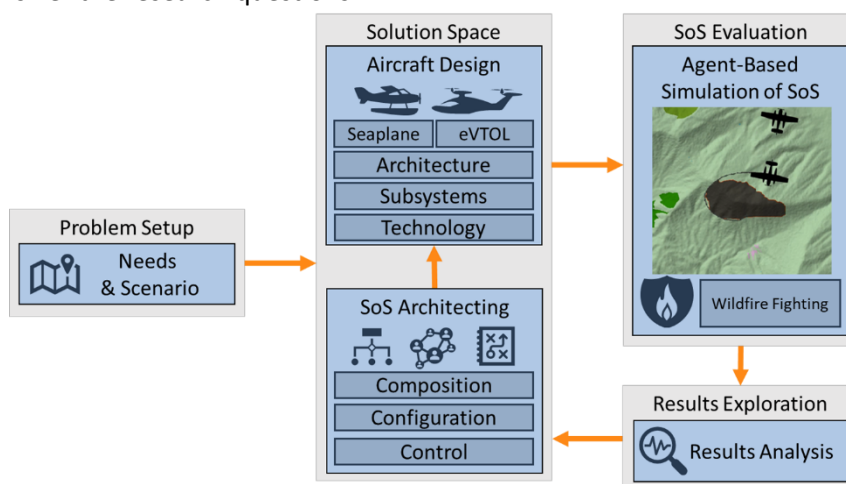 Solution Space
Aircraft Design
Seaplane
eVTOL
Architecture
Subsystems
Technology
SoS Architecting
Composition
Configuration
Control
Problem Setup
Needs
& Scenario
SoS Evaluation
Agent-Based
Simulation of SoS
Wildfire Fighting
Results Exploration
Results Analysis